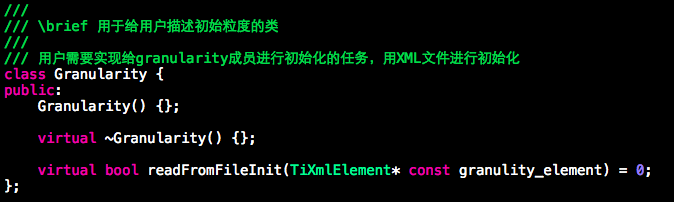 ///
/// \brief 用于给用户描述初始粒度的类
///
/// 用户需要实现给granularity成员进行初始化的任务，用XML文件进行初始化
class Granularity {
public:
    Granularity() {};

    virtual ~Granularity() {};

    virtual bool readFromFileInit(TiXmlElement* const granulity_element) = 0;
};